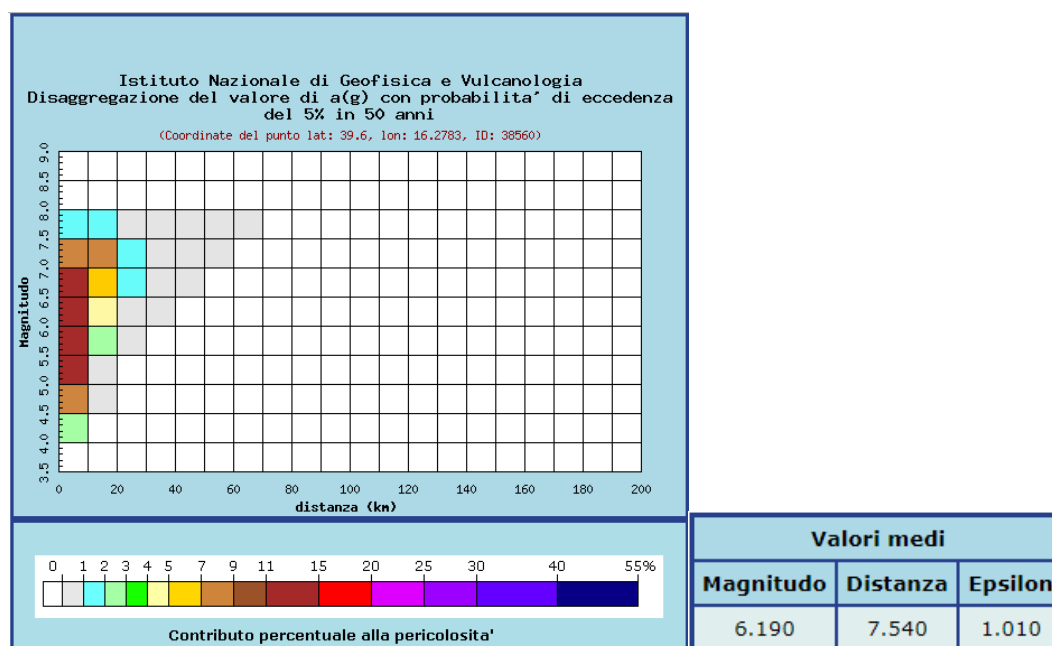 Istituto Nazionale di Geofisica e Vulcanologia
Disaggregazione del valore di a(g) con probabilita' di eccedenza
del 5% in 50 anni
(Coordinate del punto lat: 39.6, lon: 16.2783, ID: 38560)
9.0
8.5
8.0
7.5
7.0
6.5
6.0
5.5
5.0
4.5
4.0
3.5
Magnitudo
0 20 40 60 80 100 120 140 160 180 200
distanza (km)
0 1 2 3 4 5 7 9 11 15 20 25 30 40 55%
Contributo percentuale alla pericolosita'
Valori medi
Magnitudo Distanza Epsilon
6.190 7.540 1.010